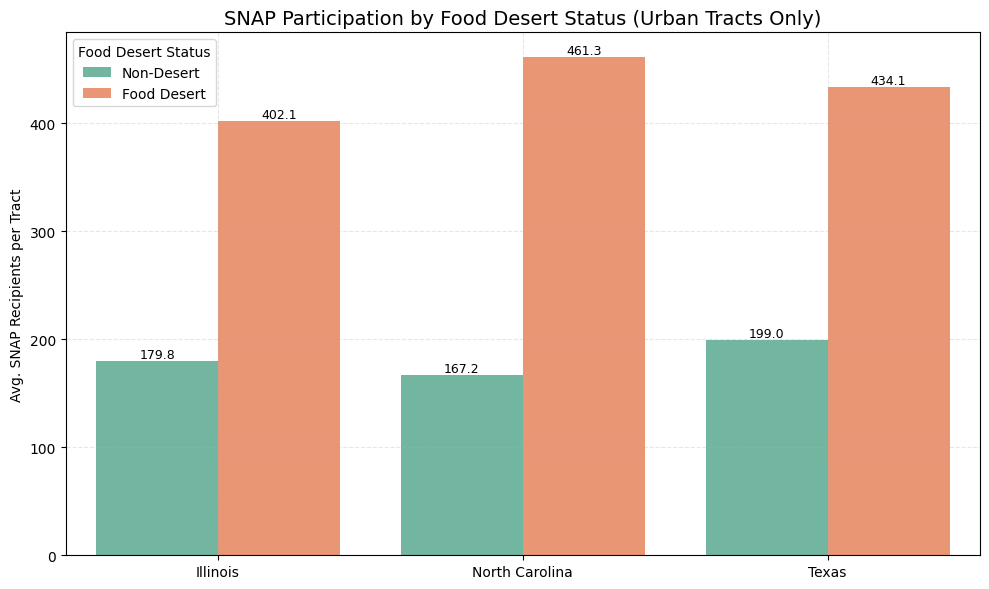 SNAP Participation by Food Desert Status (Urban Tracts Only)
Food Desert Status
Non-Desert
Food Desert
Avg. SNAP Recipients per Tract
400
300
200
100
0
179.8
402.1
167.2
461.3
199.0
434.1
Illinois
North Carolina
Texas